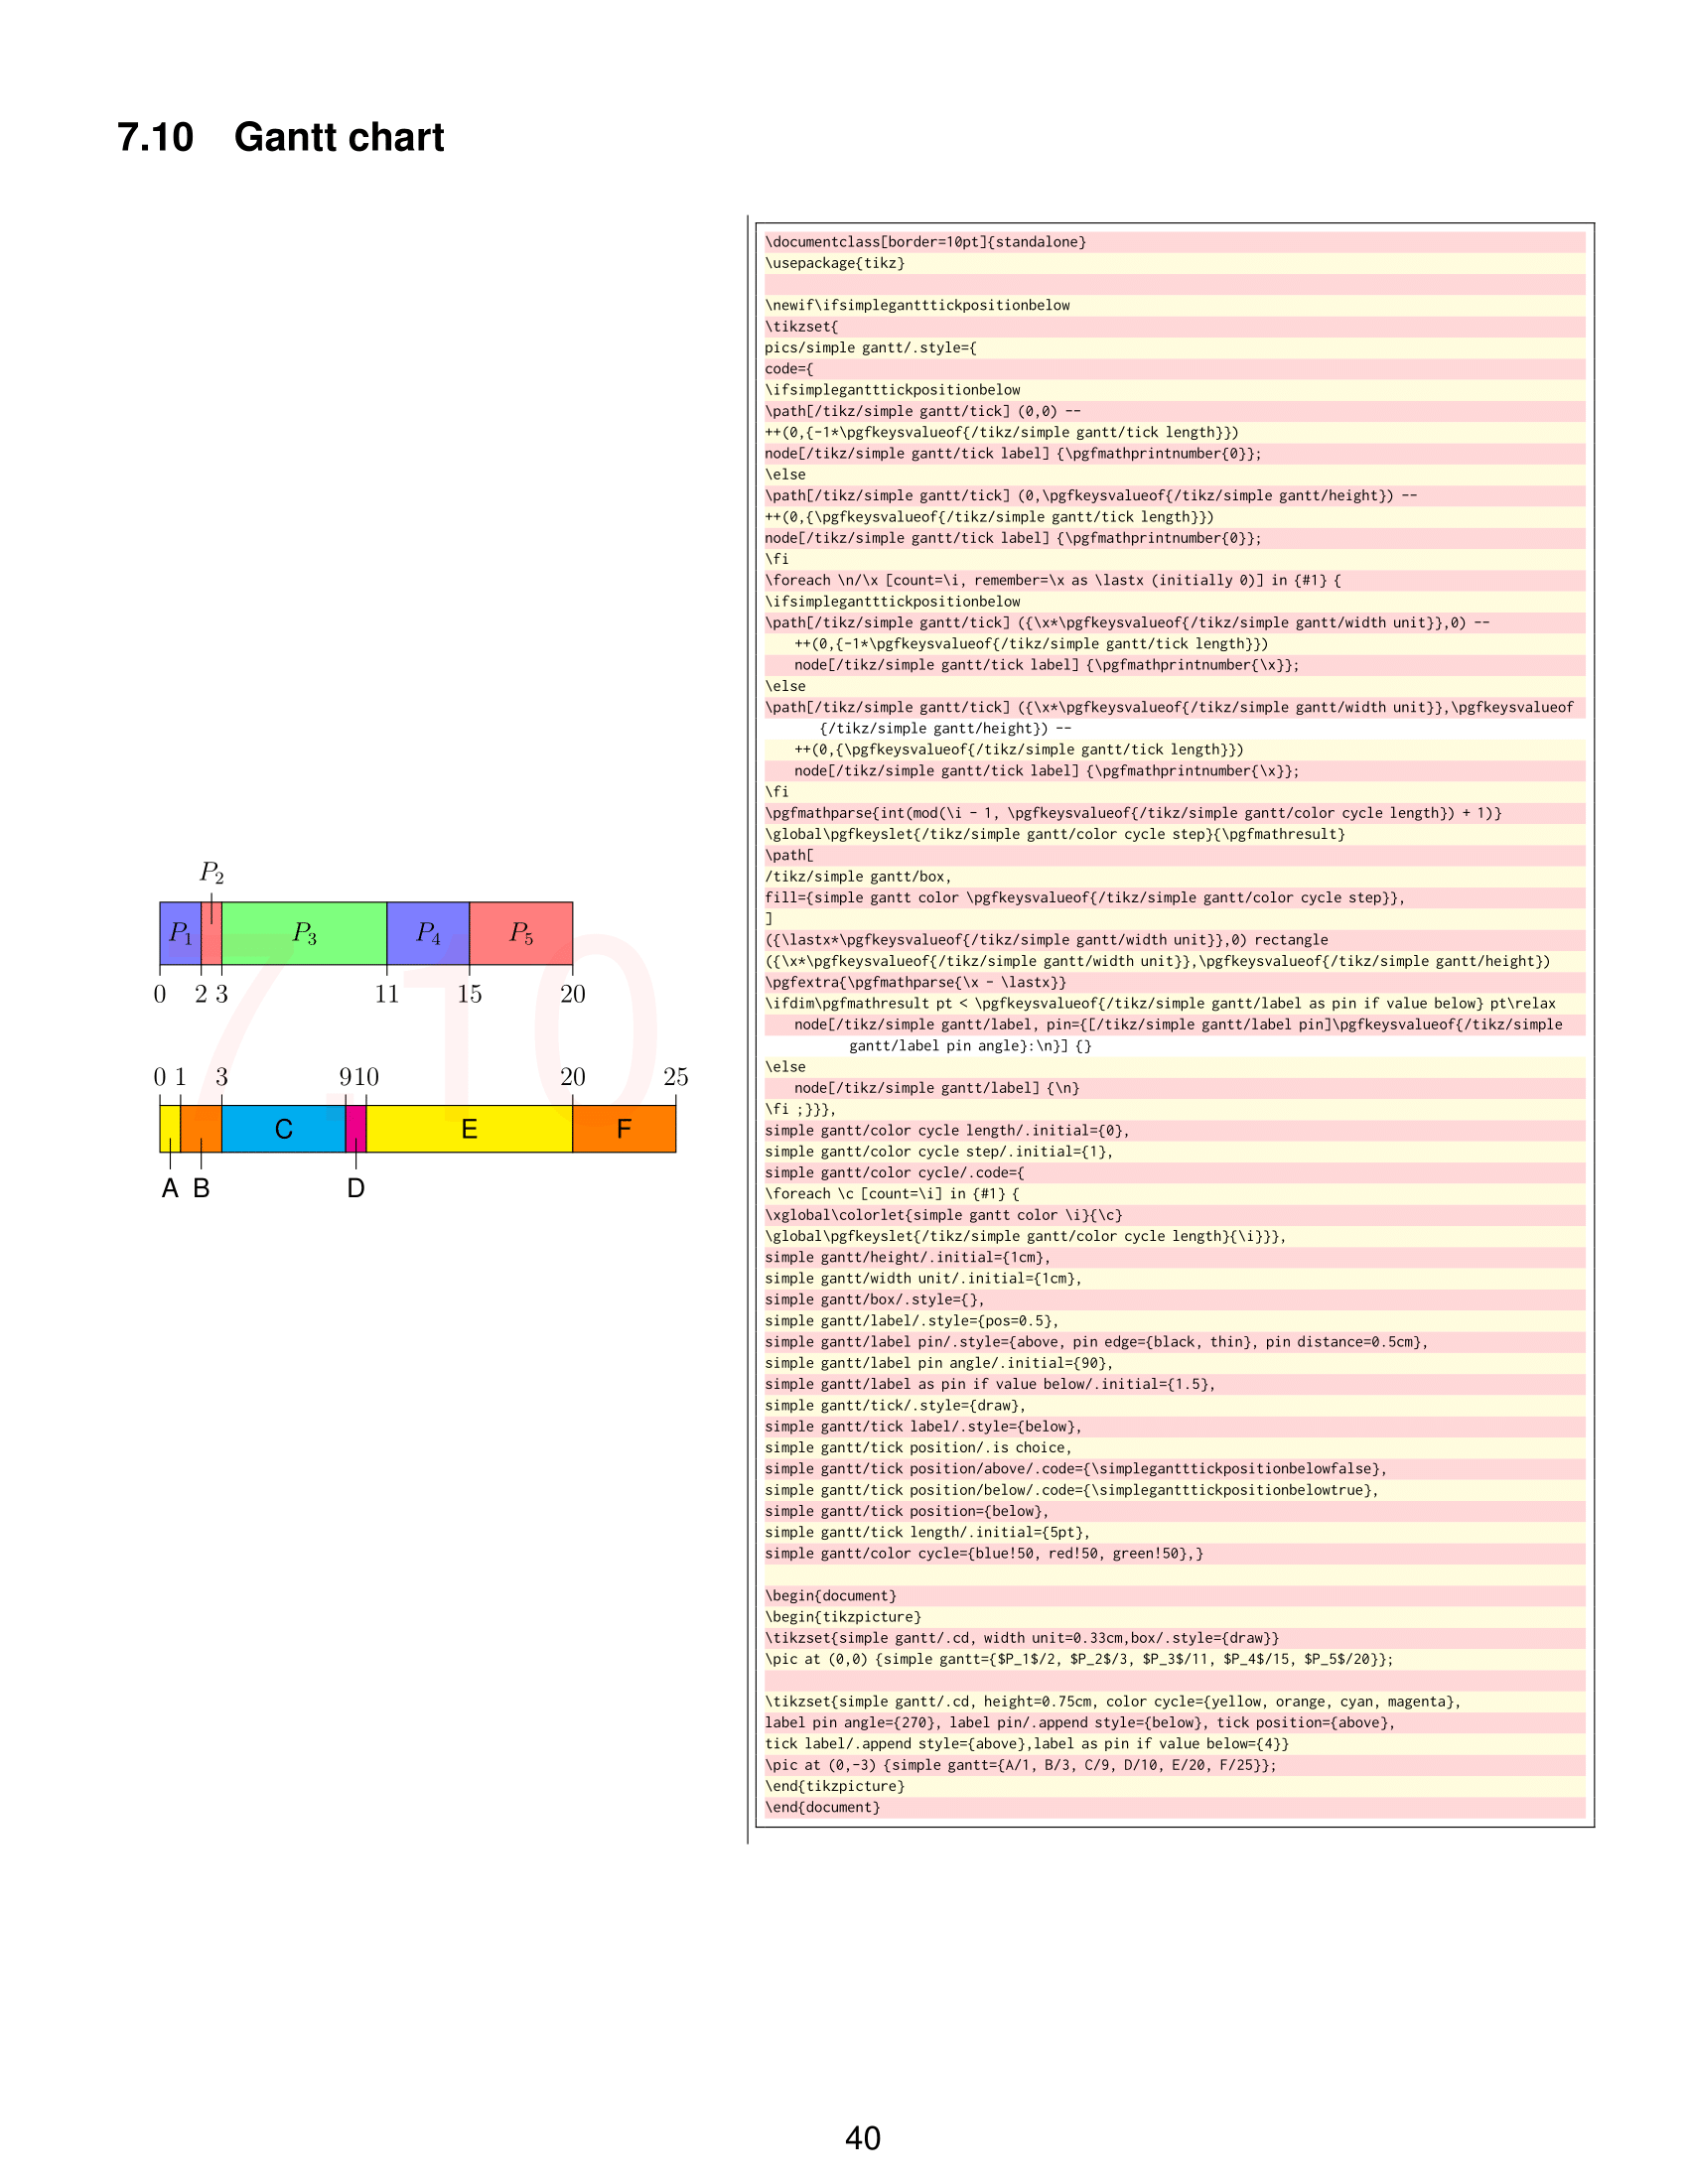 7.10 Gantt chart
P_2
P_1 P_3 P_4 P_5
0 2 3 11 15 20
7.10
0 1 3 9 10 20 25
C E F
A B D
\documentclass[border=10pt]{standalone}
\usepackage{tikz}
\newif\ifsimplegantttickpositionbelow
\tikzset{
pics/simple gantt/.style={
code={
\ifsimplegantttickpositionbelow
\path[/tikz/simple gantt/tick] (0,0) --
++(0,{-1*\pgfkeysvalueof{/tikz/simple gantt/tick length}})
node[/tikz/simple gantt/tick label] {\pgfmathprintnumber{0}};
\else
\path[/tikz/simple gantt/tick] (0,\pgfkeysvalueof{/tikz/simple gantt/height}) --
++(0,{\pgfkeysvalueof{/tikz/simple gantt/tick length}})
node[/tikz/simple gantt/tick label] {\pgfmathprintnumber{0}};
\fi
\foreach \n/\x [count=\i, remember=\x as \lastx (initially 0)] in {#1} {
\ifsimplegantttickpositionbelow
\path[/tikz/simple gantt/tick] ({\x*\pgfkeysvalueof{/tikz/simple gantt/width unit}},0) --
++(0,{-1*\pgfkeysvalueof{/tikz/simple gantt/tick length}})
node[/tikz/simple gantt/tick label] {\pgfmathprintnumber{\x}};
\else
\path[/tikz/simple gantt/tick] ({\x*\pgfkeysvalueof{/tikz/simple gantt/width unit}},\pgfkeysvalueof
{/tikz/simple gantt/height}) --
++(0,{\pgfkeysvalueof{/tikz/simple gantt/tick length}})
node[/tikz/simple gantt/tick label] {\pgfmathprintnumber{\x}};
\fi
\pgfmathparse{int(mod(\i - 1, \pgfkeysvalueof{/tikz/simple gantt/color cycle length}) + 1)}
\global\pgfkeyslet{/tikz/simple gantt/color cycle step}{\pgfmathresult}
\path[
/tikz/simple gantt/box,
fill={simple gantt color \pgfkeysvalueof{/tikz/simple gantt/color cycle step}},
]
({\lastx*\pgfkeysvalueof{/tikz/simple gantt/width unit}},0) rectangle
({\x*\pgfkeysvalueof{/tikz/simple gantt/width unit}},\pgfkeysvalueof{/tikz/simple gantt/height})
\pgfextra{\pgfmathparse{\x - \lastx}}
\ifdim\pgfmathresult pt < \pgfkeysvalueof{/tikz/simple gantt/label as pin if value below} pt\relax
node[/tikz/simple gantt/label, pin={[/tikz/simple gantt/label pin]\pgfkeysvalueof{/tikz/simple
gantt/label pin angle}:\n}] {}
\else
node[/tikz/simple gantt/label] {\n}
\fi ;}}},
simple gantt/color cycle length/.initial={0},
simple gantt/color cycle step/.initial={1},
simple gantt/color cycle/.code={
\foreach \c [count=\i] in {#1} {
\xglobal\colorlet{simple gantt color \i}{\c}
\global\pgfkeyslet{/tikz/simple gantt/color cycle length}{\i}}},
simple gantt/height/.initial={1cm},
simple gantt/width unit/.initial={1cm},
simple gantt/box/.style={},
simple gantt/label/.style={pos=0.5},
simple gantt/label pin/.style={above, pin edge={black, thin}, pin distance=0.5cm},
simple gantt/label pin angle/.initial={90},
simple gantt/label as pin if value below/.initial={1.5},
simple gantt/tick/.style={draw},
simple gantt/tick label/.style={below},
simple gantt/tick position/.is choice,
simple gantt/tick position/above/.code={\simplegantttickpositionbelowfalse},
simple gantt/tick position/below/.code={\simplegantttickpositionbelowtrue},
simple gantt/tick position={below},
simple gantt/tick length/.initial={5pt},
simple gantt/color cycle={blue!50, red!50, green!50},}
\begin{document}
\begin{tikzpicture}
\tikzset{simple gantt/.cd, width unit=0.33cm,box/.style={draw}}
\pic at (0,0) {simple gantt={$P_1$/2, $P_2$/3, $P_3$/11, $P_4$/15, $P_5$/20}};
\tikzset{simple gantt/.cd, height=0.75cm, color cycle={yellow, orange, cyan, magenta},
label pin angle={270}, label pin/.append style={below}, tick position={above},
tick label/.append style={above},label as pin if value below={4}}
\pic at (0,-3) {simple gantt={A/1, B/3, C/9, D/10, E/20, F/25}};
\end{tikzpicture}
\end{document}
40